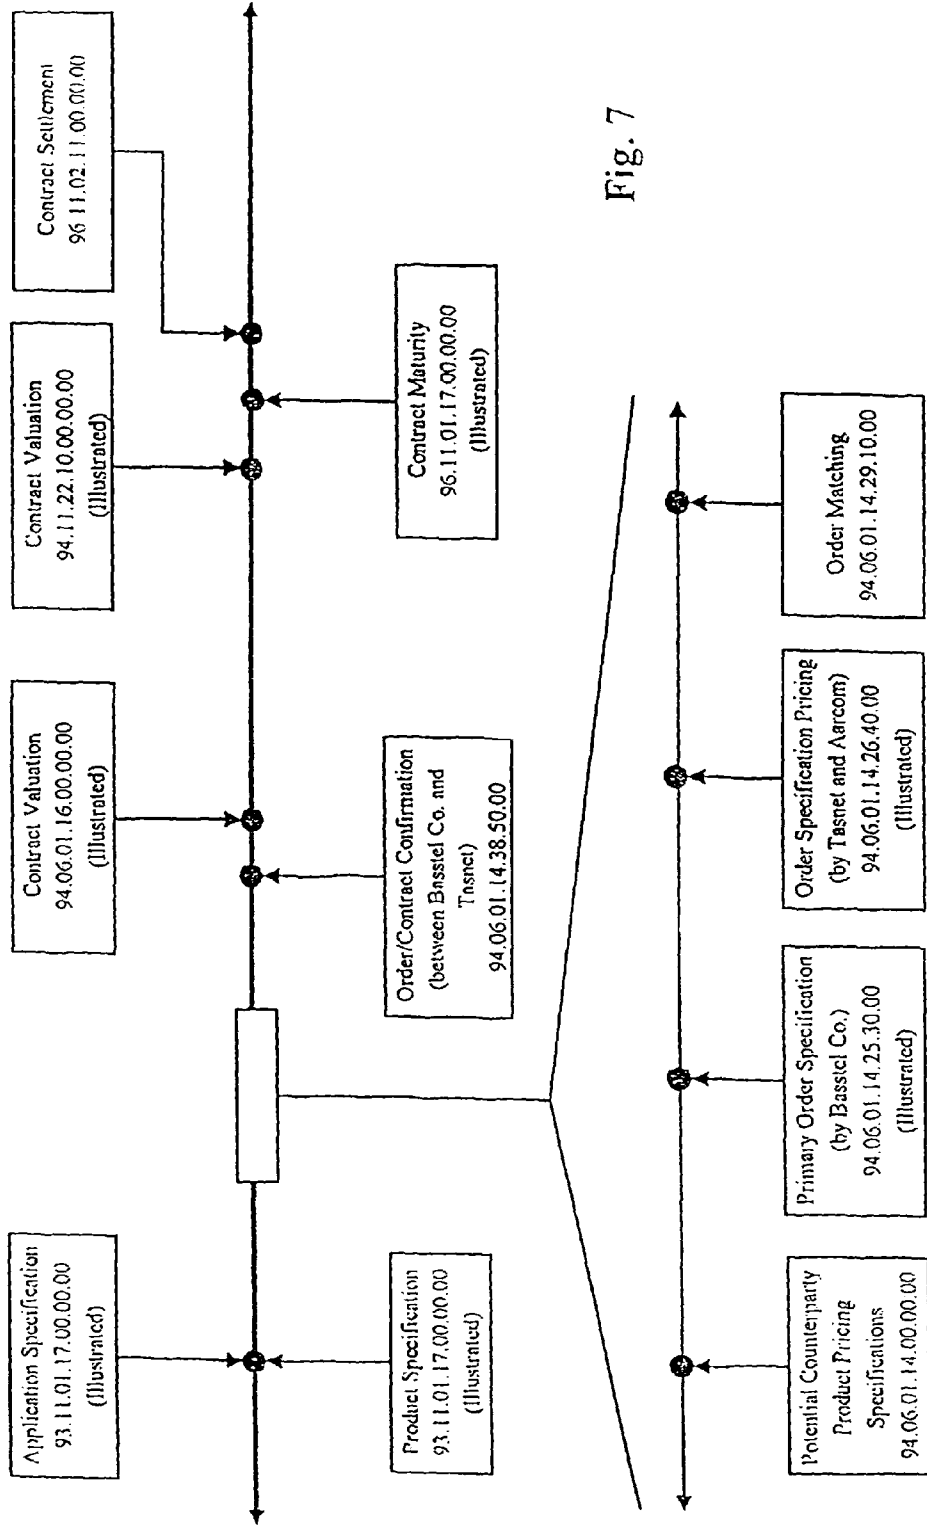 Application Specification
93.11.01.17.00.00.00
(Illustrated)
Contract Valuation
94.06.01.16.00.00.00
(Illustrated)
Contract Valuation
94.11.22.10.00.00.00
(Illustrated)
Contract Settlement
96 11.02.11.00.00.00
Product Specification
93.11.01.17.00.00.00
(Illustrated)
Order/Contract Confirmation
(between Basstel Co. and
Tasnet)
94.06.01.14.38.50.00
Contract Maturity
96.11.01.17.00.00.00
(Illustrated)
Potential Counterparty
Product Pricing
Specifications
94.06.01.14.00.00.00
Primary Order Specification
(by Basstel Co.)
94.06.01.14.25.30.00
(Illustrated)
Order Specification Pricing
(by Tasnet and Aarcom)
94.06.01.14.26.40.00
(Illustrated)
Order Matching
94.06.01.14.29.10.00
Fig. 7